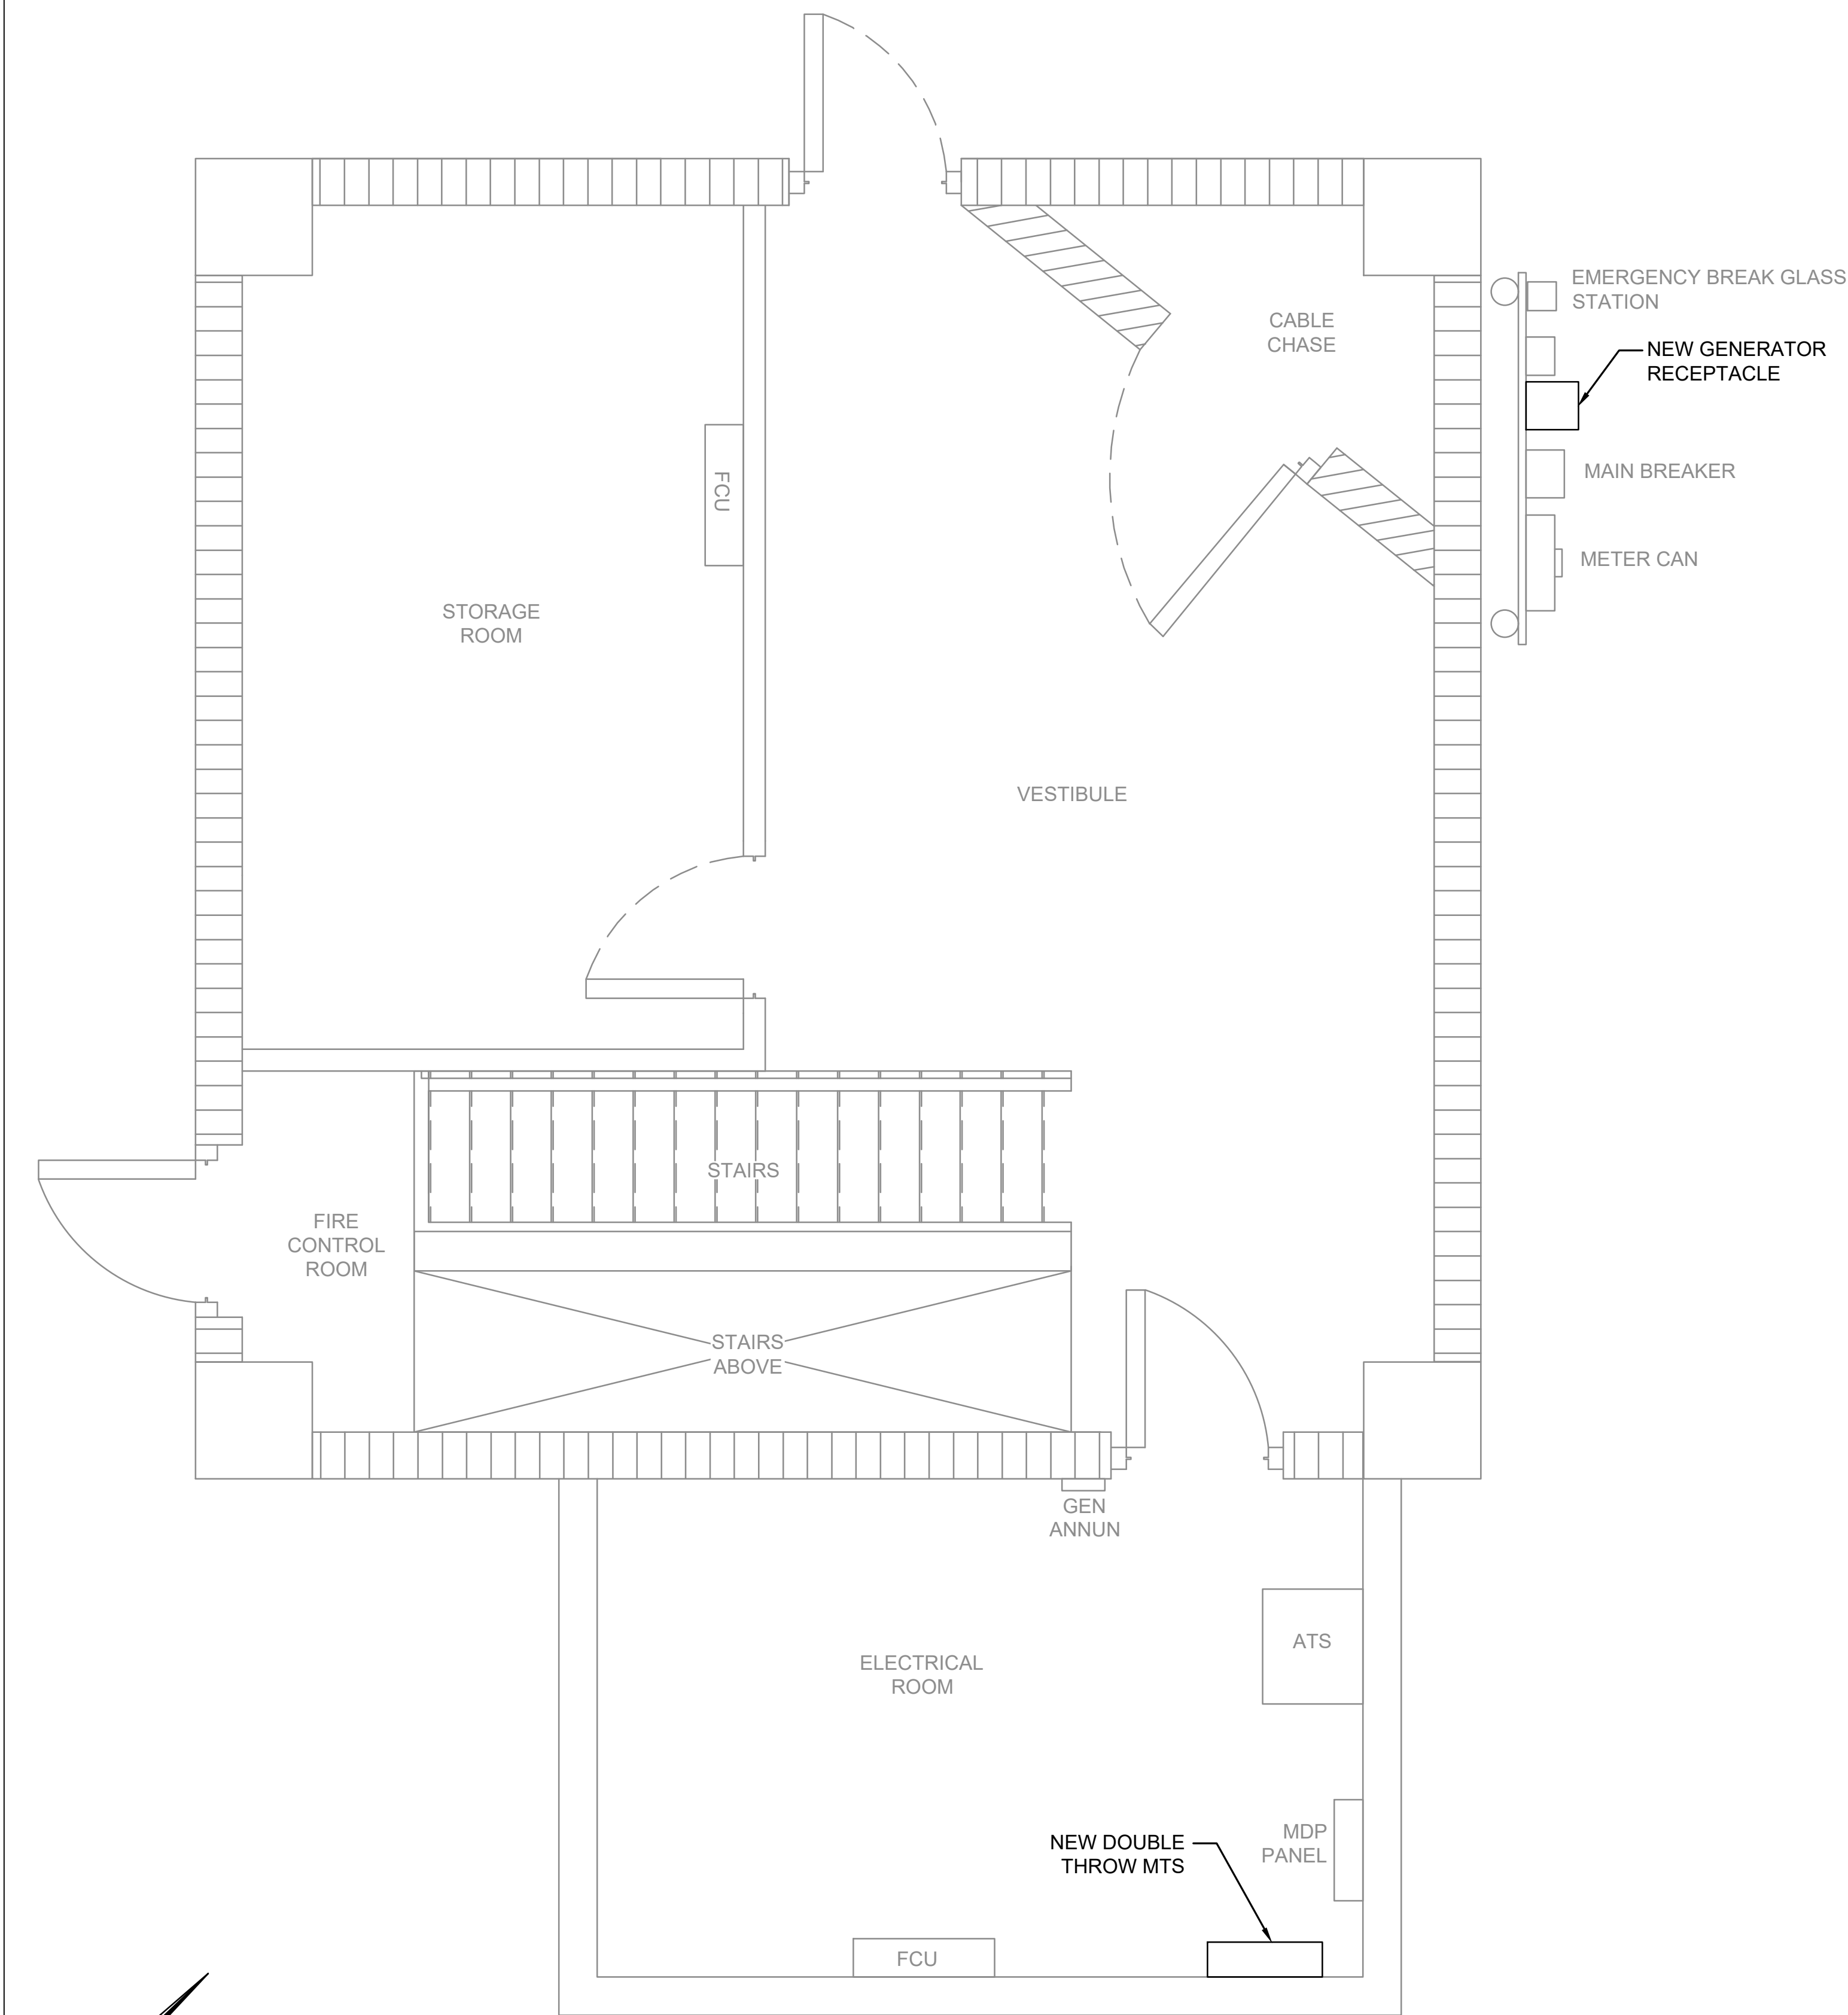 EMERGENCY BREAK GLASS
STATION
CABLE
CHASE
NEW GENERATOR
RECEPTACLE
MAIN BREAKER
FCU
METER CAN
STORAGE
ROOM
VESTIBULE
STAIRS
FIRE
CONTROL
ROOM
STAIRS
ABOVE
GEN
ANNUN
ATS
ELECTRICAL
ROOM
MDP
PANEL
NEW DOUBLE
THROW MTS
FCU